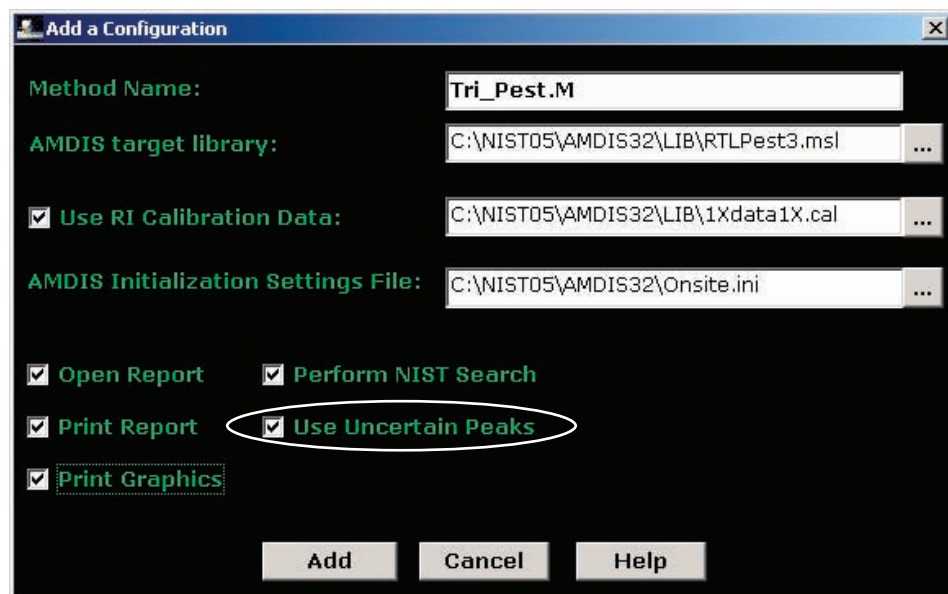 Add a Configuration
Method Name:
Tri_Pest.M
AMDIS target library:
C:\NIST05\AMDIS32\LIB\RTLPest3.msl
...
Use RI Calibration Data:
C:\NIST05\AMDIS32\LIB\1Xdata1X.cal
...
AMDIS Initialization Settings File:
C:\NIST05\AMDIS32\Onsite.ini
...
Open Report
Perform NIST Search
Print Report
Use Uncertain Peaks
Print Graphics
Add
Cancel
Help